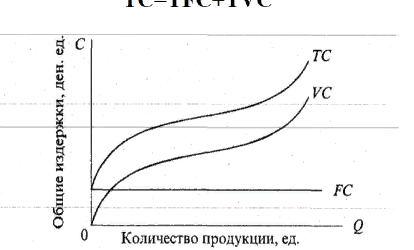 TC=TFC+TVC
C
Общие издержки, ден. ед.
TC
VC
FC
0
Количество продукции, ед.
Q